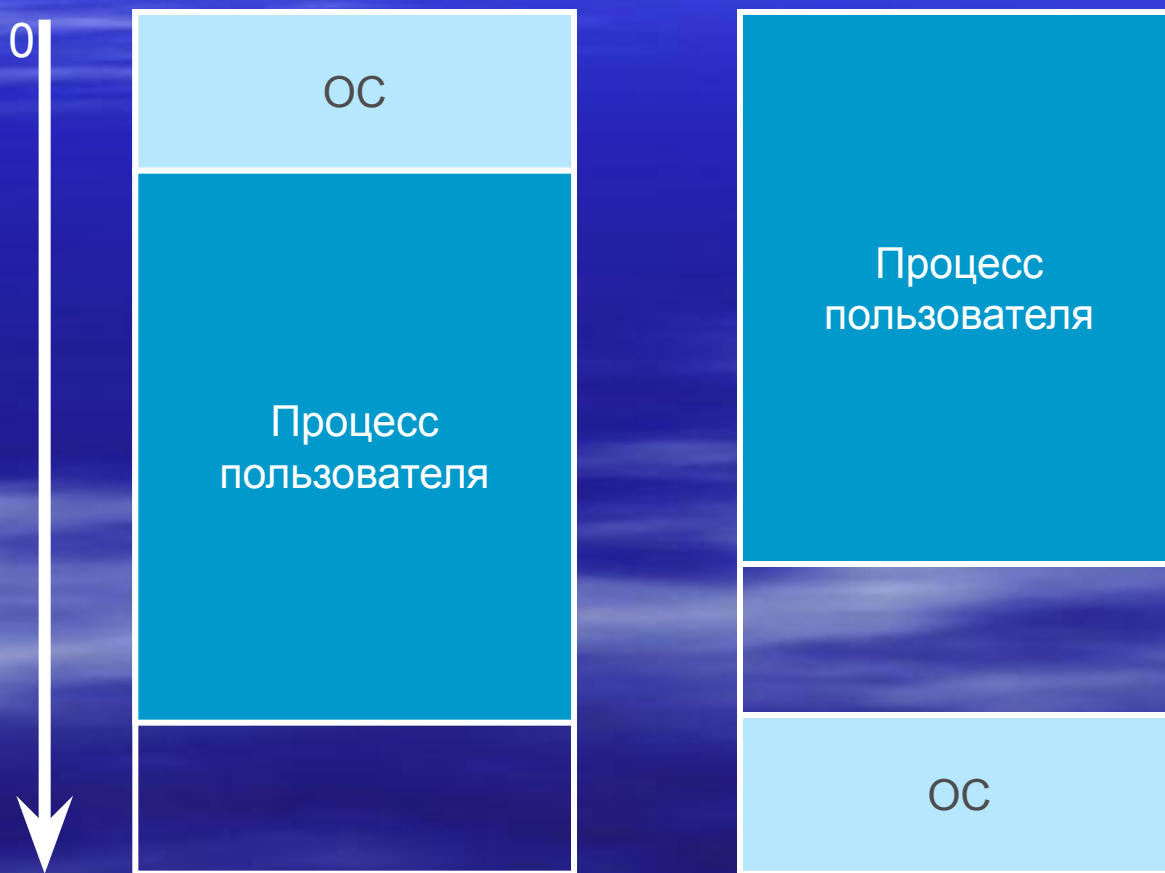 0
ОС
Процесс
пользователя
Процесс
пользователя
ОС